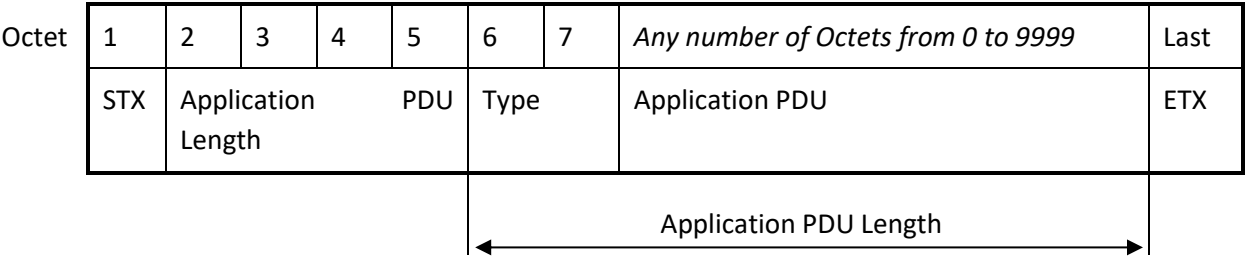 Octet 1 2 3 4 5 6 7 Any number of Octets from 0 to 9999 Last
STX Application PDU Type Application PDU ETX
Length
Application PDU Length